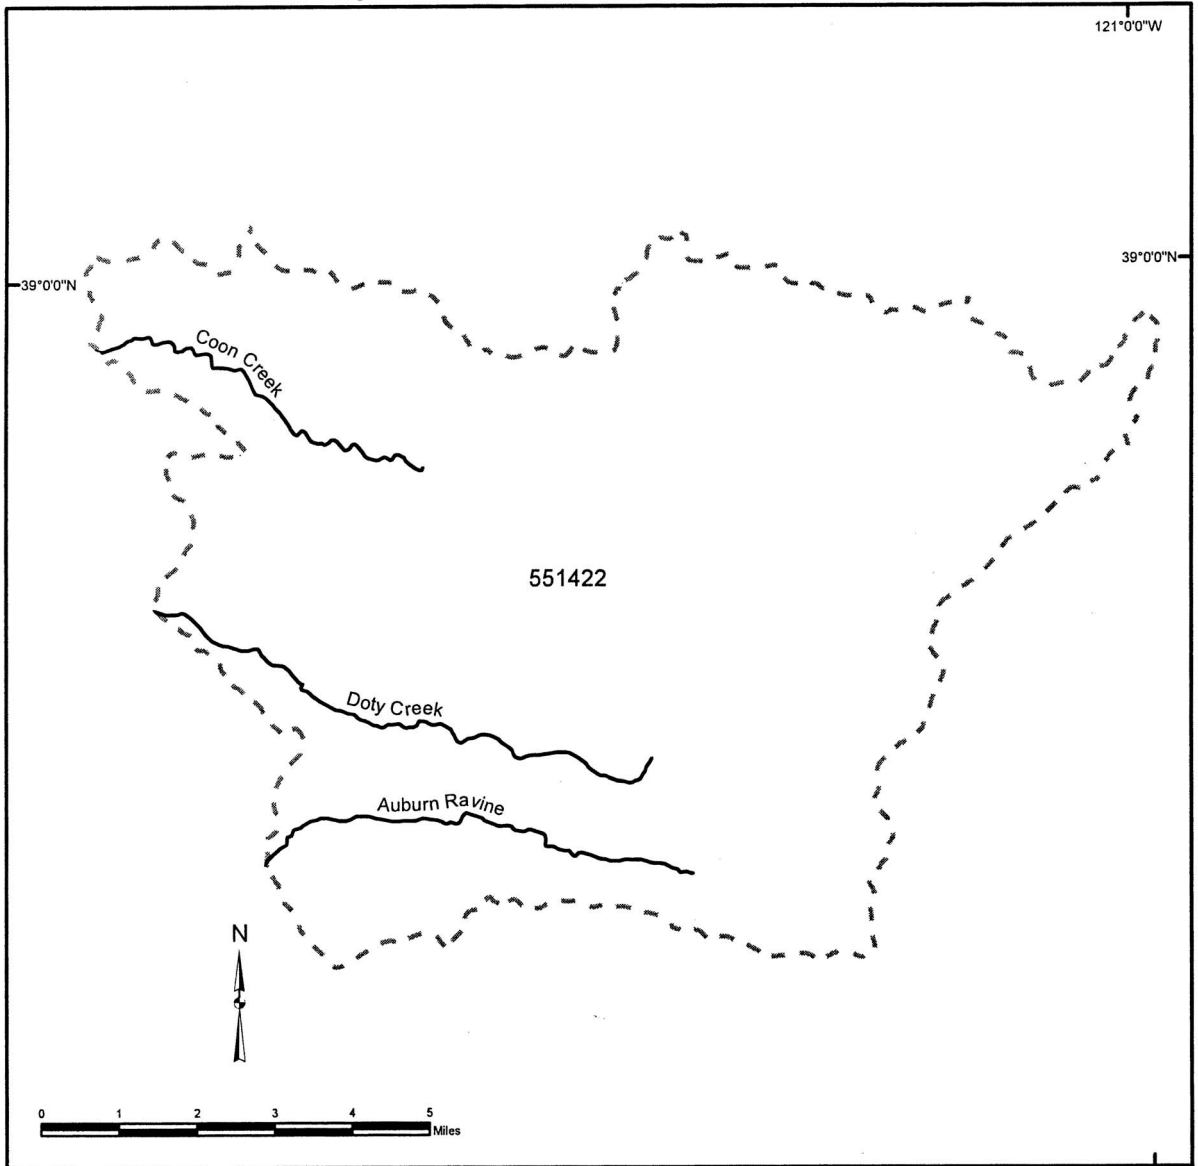 121°0'0"W
39°0'0"N
39°0'0"N
Coon Creek
551422
Doty Creek
Auburn Ravine
N
0 1 2 3 4 5
Miles